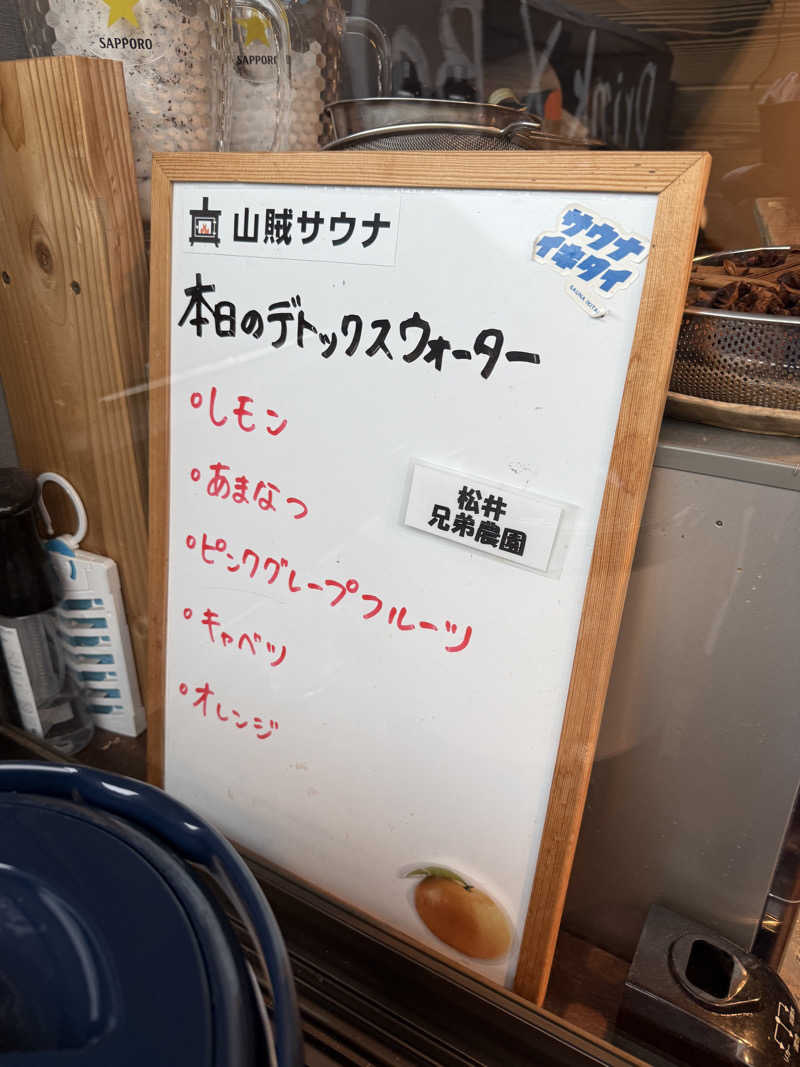 SAPPORO
SAPPORO
山賊サウナ
サウナ
イキタイ
SAUNA IKITAI
本日のデトックスウォーター
・レモン
・あまなつ
松井
兄弟農園
・ピンクグレープフルーツ
・キャベツ
・オレンジ